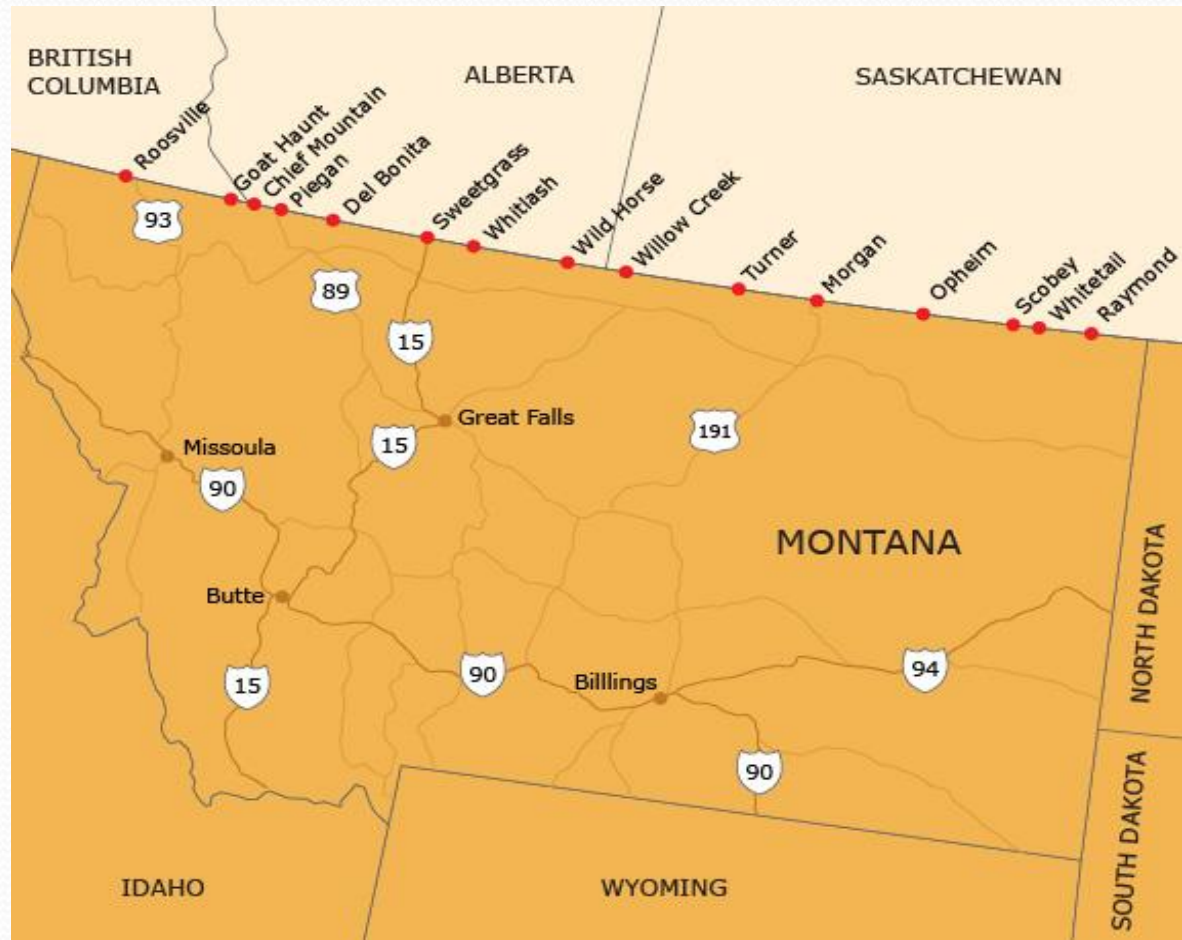 BRITISH
COLUMBIA
ALBERTA
SASKATCHEWAN
Roosville
Goat Haunt
Chief Mountain
Piegan
Del Bonita
Sweetgrass
Whitlash
Wild Horse
Willow Creek
Turner
Morgan
Opheim
Scobey
Whitetail
Raymond
93
89
15
Great Falls
15
191
Missoula
90
MONTANA
Butte
15
90
Billlings
94
90
NORTH DAKOTA
SOUTH DAKOTA
IDAHO
WYOMING